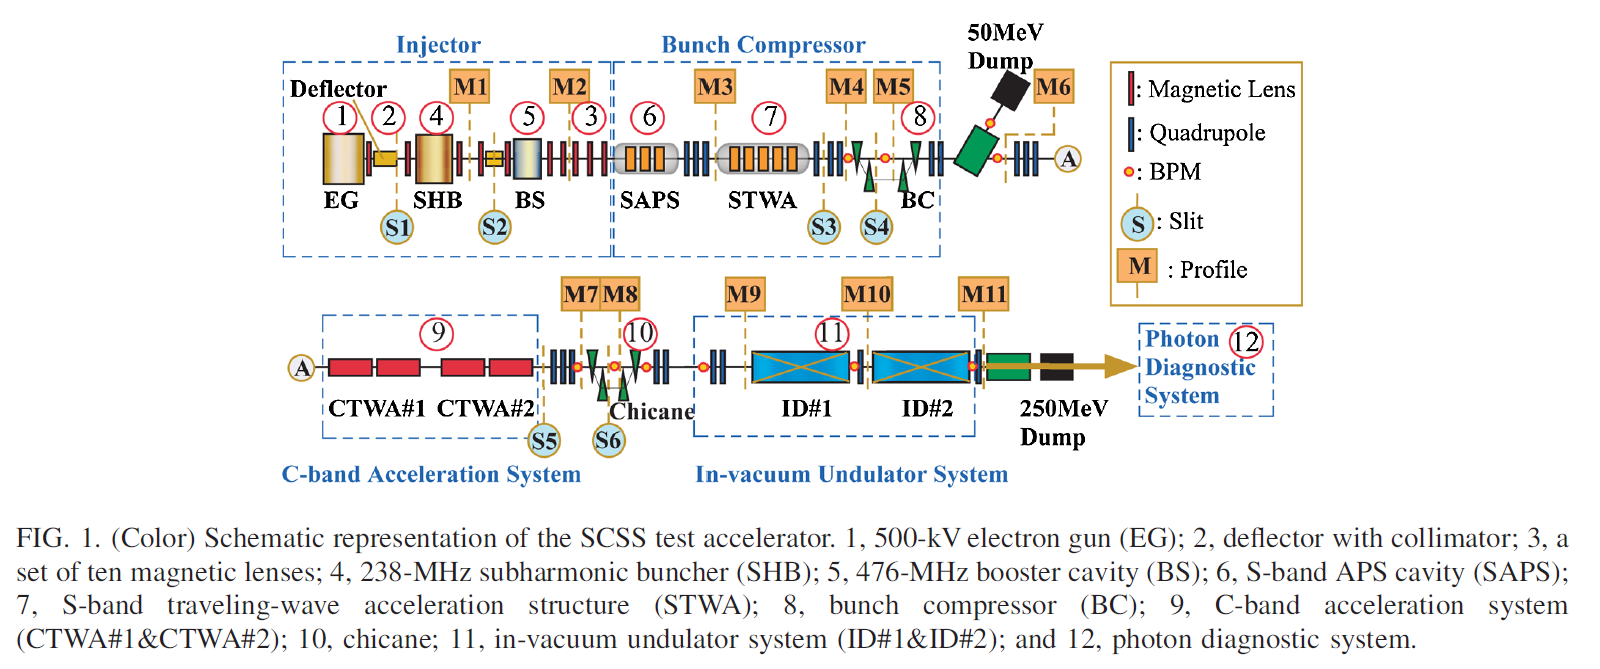 Injector
Bunch Compressor
50MeV
Dump
Deflector
M1
M2
M3
M4
M5
M6
1
2
4
5
3
6
7
8
A
EG
SHB
BS
SAPS
STWA
BC
S1
S2
S3
S4
: Magnetic Lens
: Quadrupole
: BPM
S : Slit
M : Profile
M7
M8
M9
M10
M11
9
10
11
12
A
Photon
Diagnostic
System
CTWA#1
CTWA#2
Chicane
ID#1
ID#2
250MeV
Dump
S5
S6
C-band Acceleration System
In-vacuum Undulator System
FIG. 1. (Color) Schematic representation of the SCSS test accelerator. 1, 500-kV electron gun (EG); 2, deflector with collimator; 3, a
set of ten magnetic lenses; 4, 238-MHz subharmonic buncher (SHB); 5, 476-MHz booster cavity (BS); 6, S-band APS cavity (SAPS);
7, S-band traveling-wave acceleration structure (STWA); 8, bunch compressor (BC); 9, C-band acceleration system
(CTWA#1&CTWA#2); 10, chicane; 11, in-vacuum undulator system (ID#1&ID#2); and 12, photon diagnostic system.